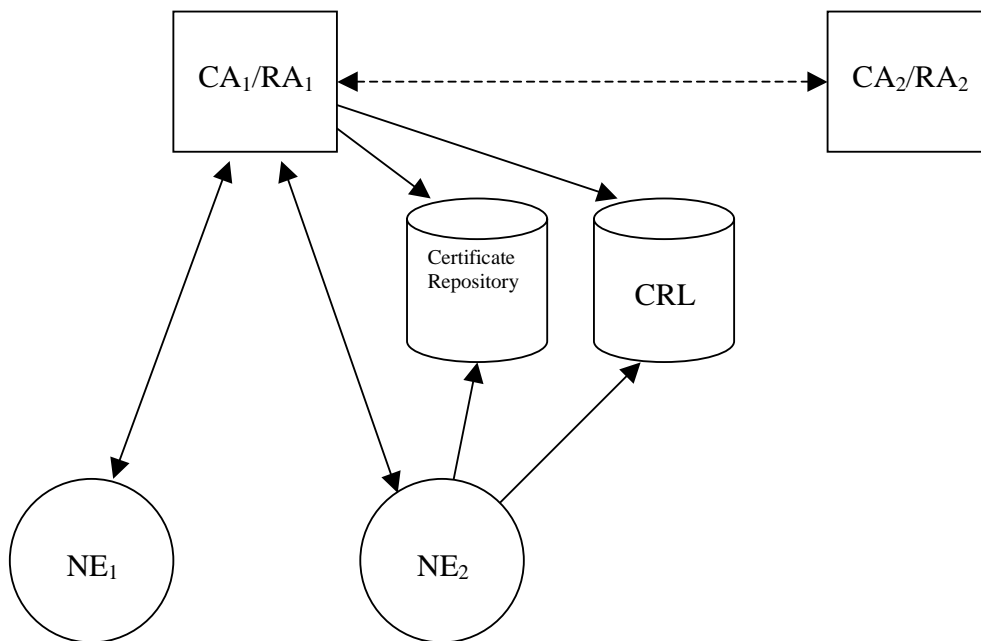 CA₁/RA₁
CA₂/RA₂
Certificate
Repository
CRL
NE₁
NE₂